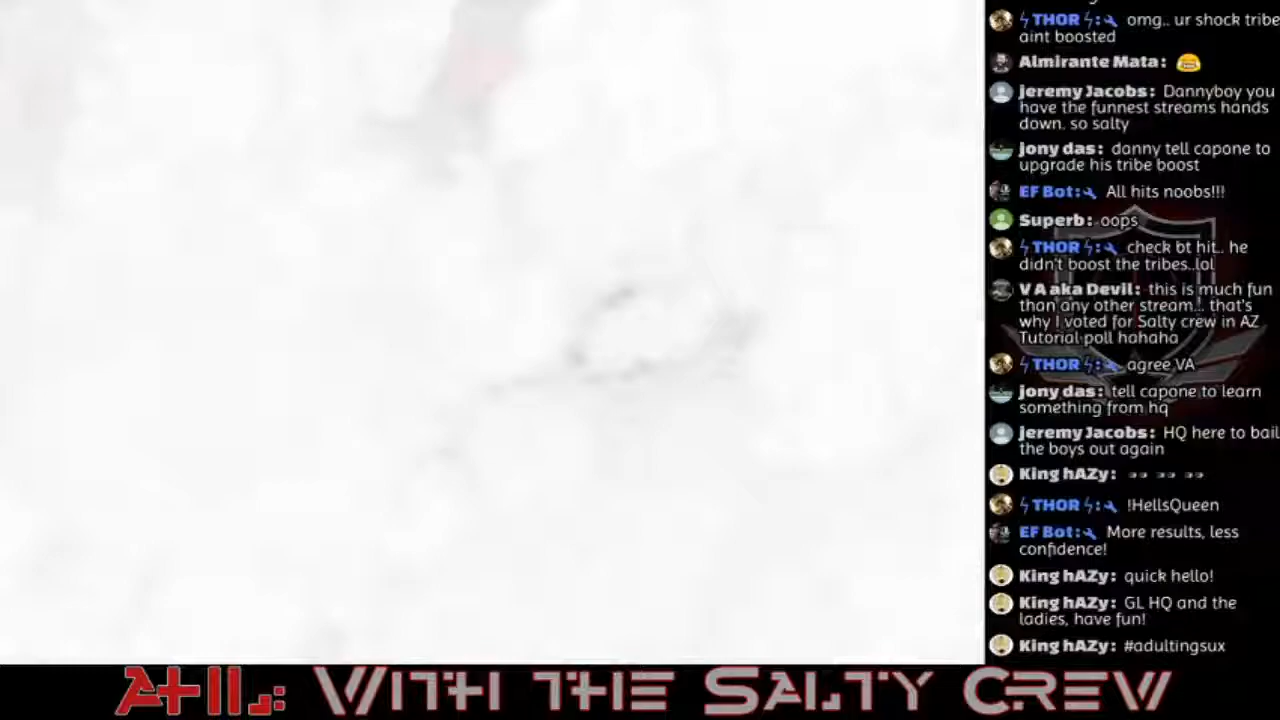 ϟ THOR ϟ: omg.. ur shock tribe
aint boosted
Almirante Mata:
jeremy Jacobs: Dannyboy you
have the funnest streams hands
down. so salty
jony das: danny tell capone to
upgrade his tribe boost
EF Bot: All hits noobs!!!
Superb: oops
ϟ THOR ϟ: check bt hit.. he
didn't boost the tribes..lol
V A aka Devil: this is much fun
than any other stream... that's
why I voted for Salty crew in AZ
Tutorial poll hahaha
ϟ THOR ϟ: agree VA
jony das: tell capone to learn
something from hq
jeremy Jacobs: HQ here to bail
the boys out again
King hAZy:
ϟ THOR ϟ: !HellsQueen
EF Bot: More results, less
confidence!
King hAZy: quick hello!
King hAZy: GL HQ and the
ladies, have fun!
King hAZy: #adultingsux
With the Salty Crew